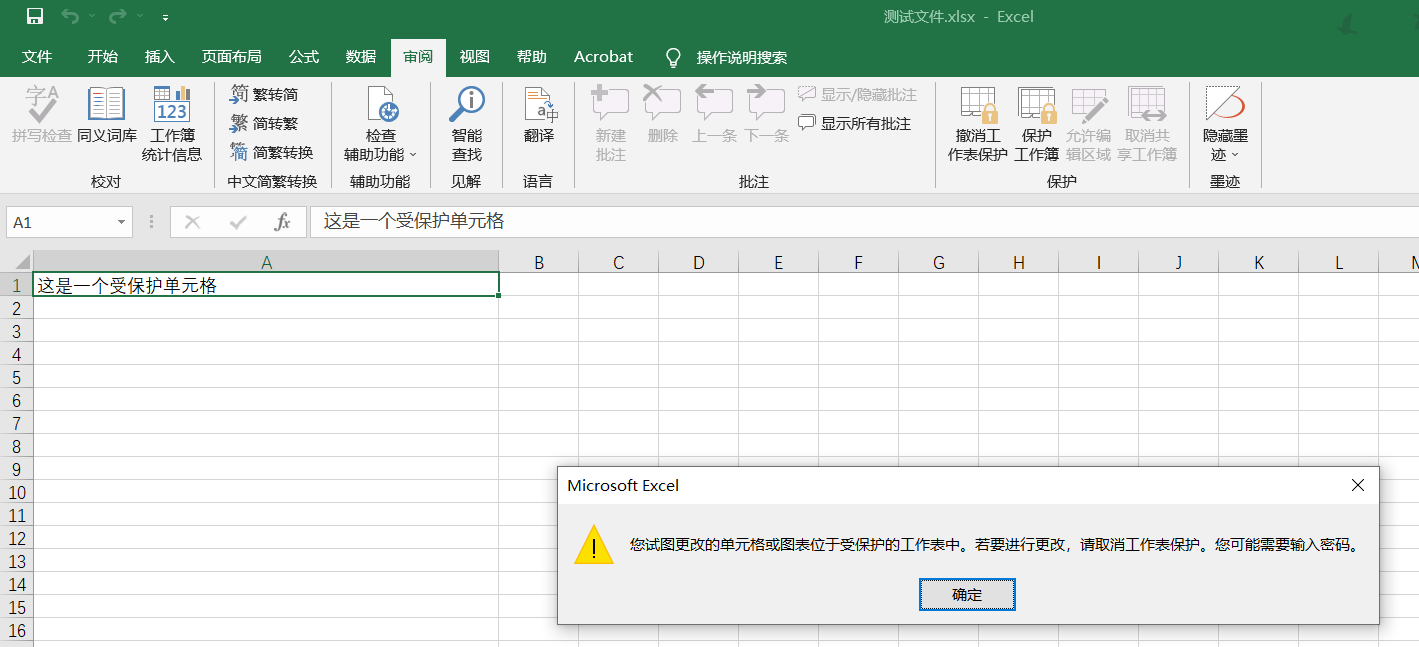 测试文件.xlsx - Excel
文件 开始 插入 页面布局 公式 数据 审阅 视图 帮助 Acrobat 操作说明搜索
字A
拼写检查
同义词库
123
工作簿
统计信息
校对
简 繁转简
繁 简转繁
简 简繁转换
中文简繁转换
检查
辅助功能
辅助功能
智能
查找
见解
a
翻译
语言
新建
批注
删除
上一条
下一条
显示/隐藏批注
显示所有批注
批注
撤消工
作表保护
保护
工作簿
允许编
辑区域
取消共
享工作簿
保护
隐藏墨
迹
墨迹
A1 fx 这是一个受保护单元格
A B C D E F G H I J K L M
1 这是一个受保护单元格
2
3
4
5
6
7
8
9
10
11
12
13
14
15
16
Microsoft Excel
您试图更改的单元格或图表位于受保护的工作表中。若要进行更改，请取消工作表保护。您可能需要输入密码。
确定